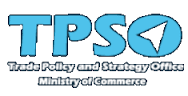 TPSO
Trade Policy and Strategy Office
Ministry of Commerce